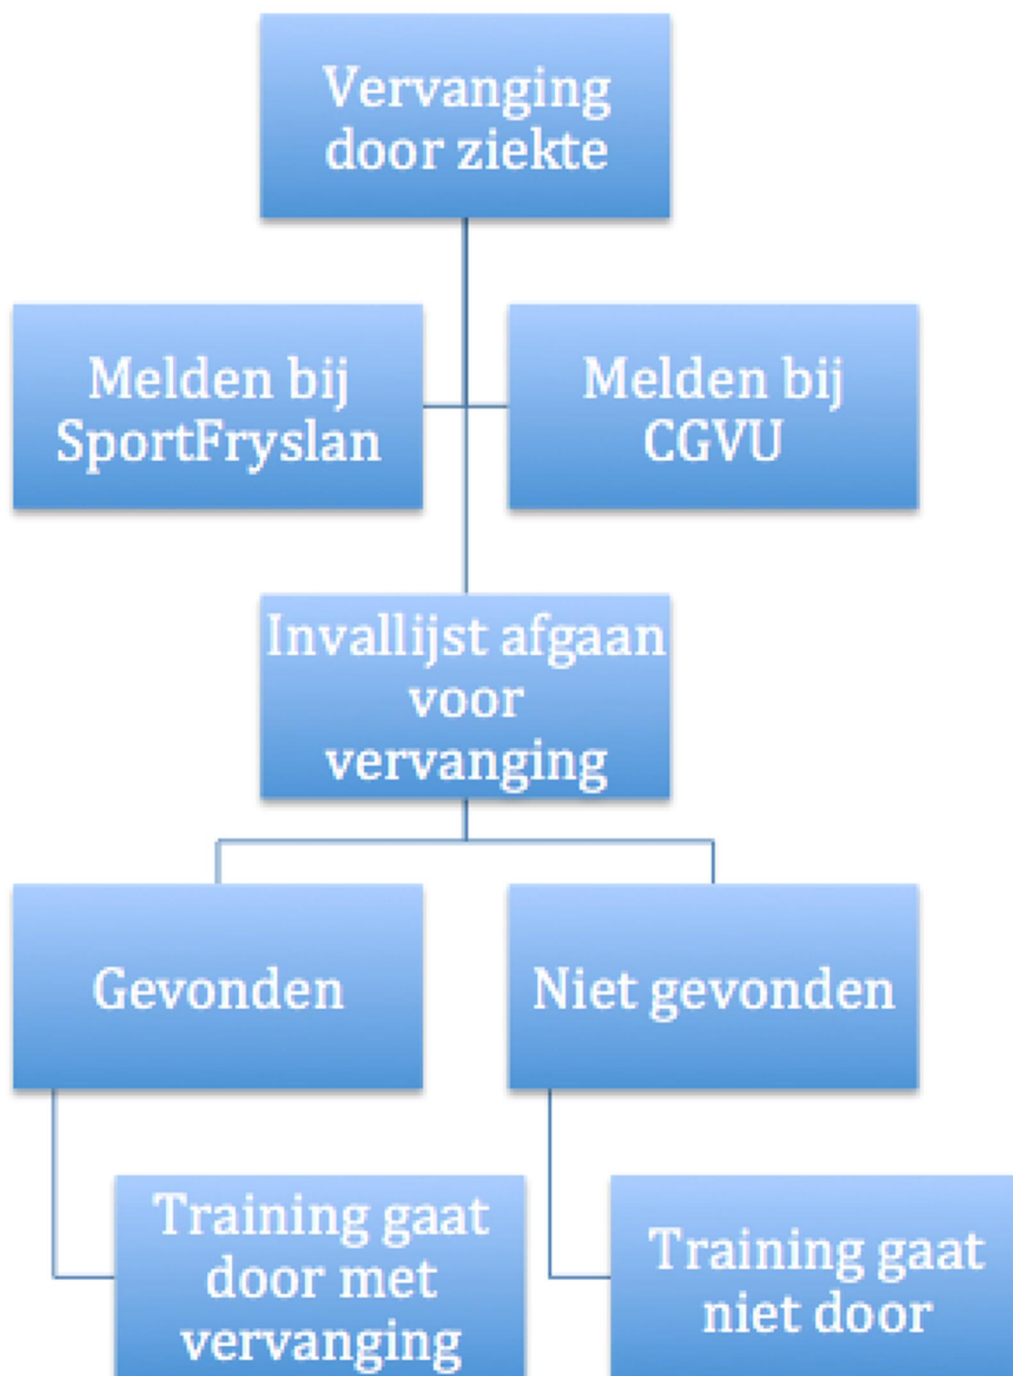 Vervanging
door ziekte
Melden bij
SportFryslan
Melden bij
CGVU
Invallijst afgaan
voor
vervanging
Gevonden
Niet gevonden
Training gaat
door met
vervanging
Training gaat
niet door